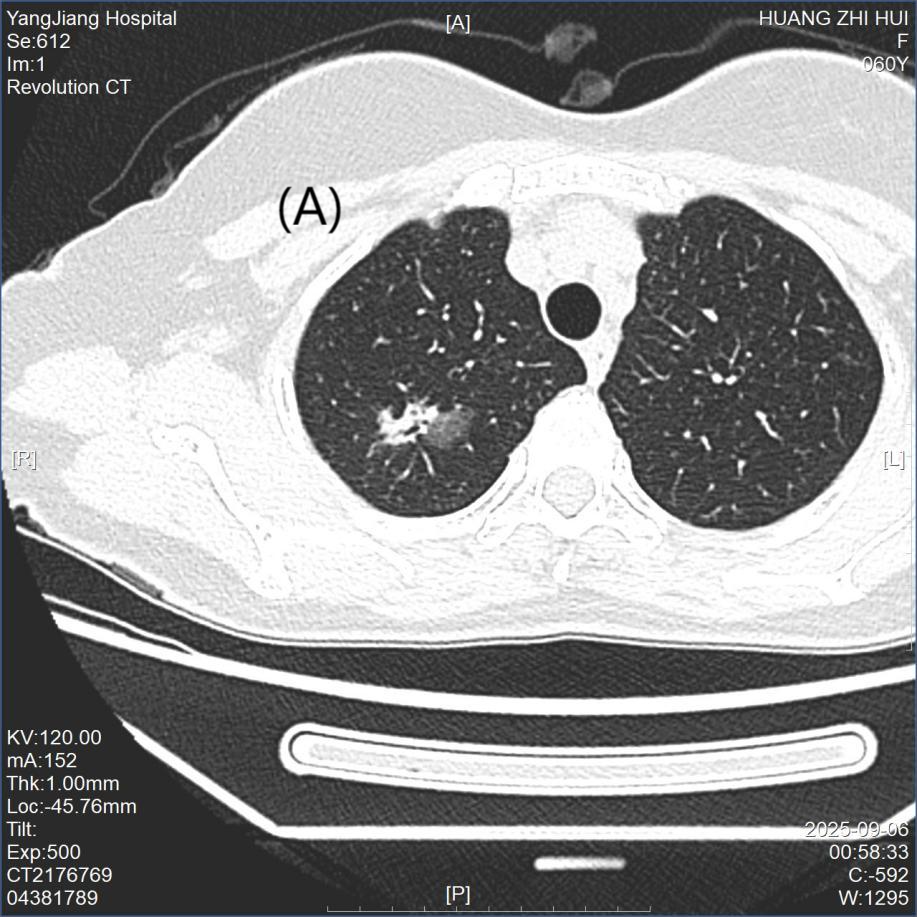 YangJiang Hospital
Se:612
Im:1
Revolution CT
[A]
HUANG ZHI HUI
F
060Y
(A)
[R]
[L]
KV:120.00
mA:152
Thk:1.00mm
Loc:-45.76mm
Tilt:
Exp:500
CT2176769
04381789
[P]
2025-09-06
00:58:33
C:-592
W:1295